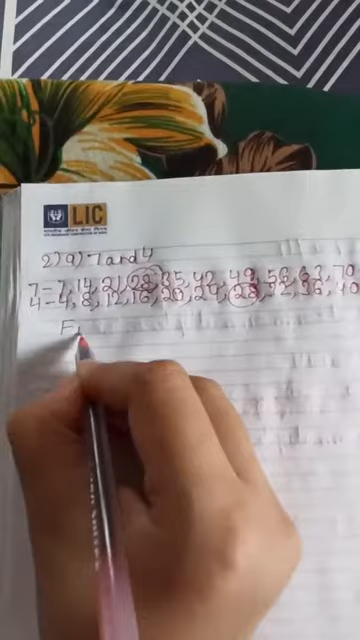 LIC
2) a) 7 and 4
7 - 7, 14, 21, 28, 35, 42, 49, 56, 63, 70
4 - 4, 8, 12, 16, 20, 24, 28, 32, 36, 40